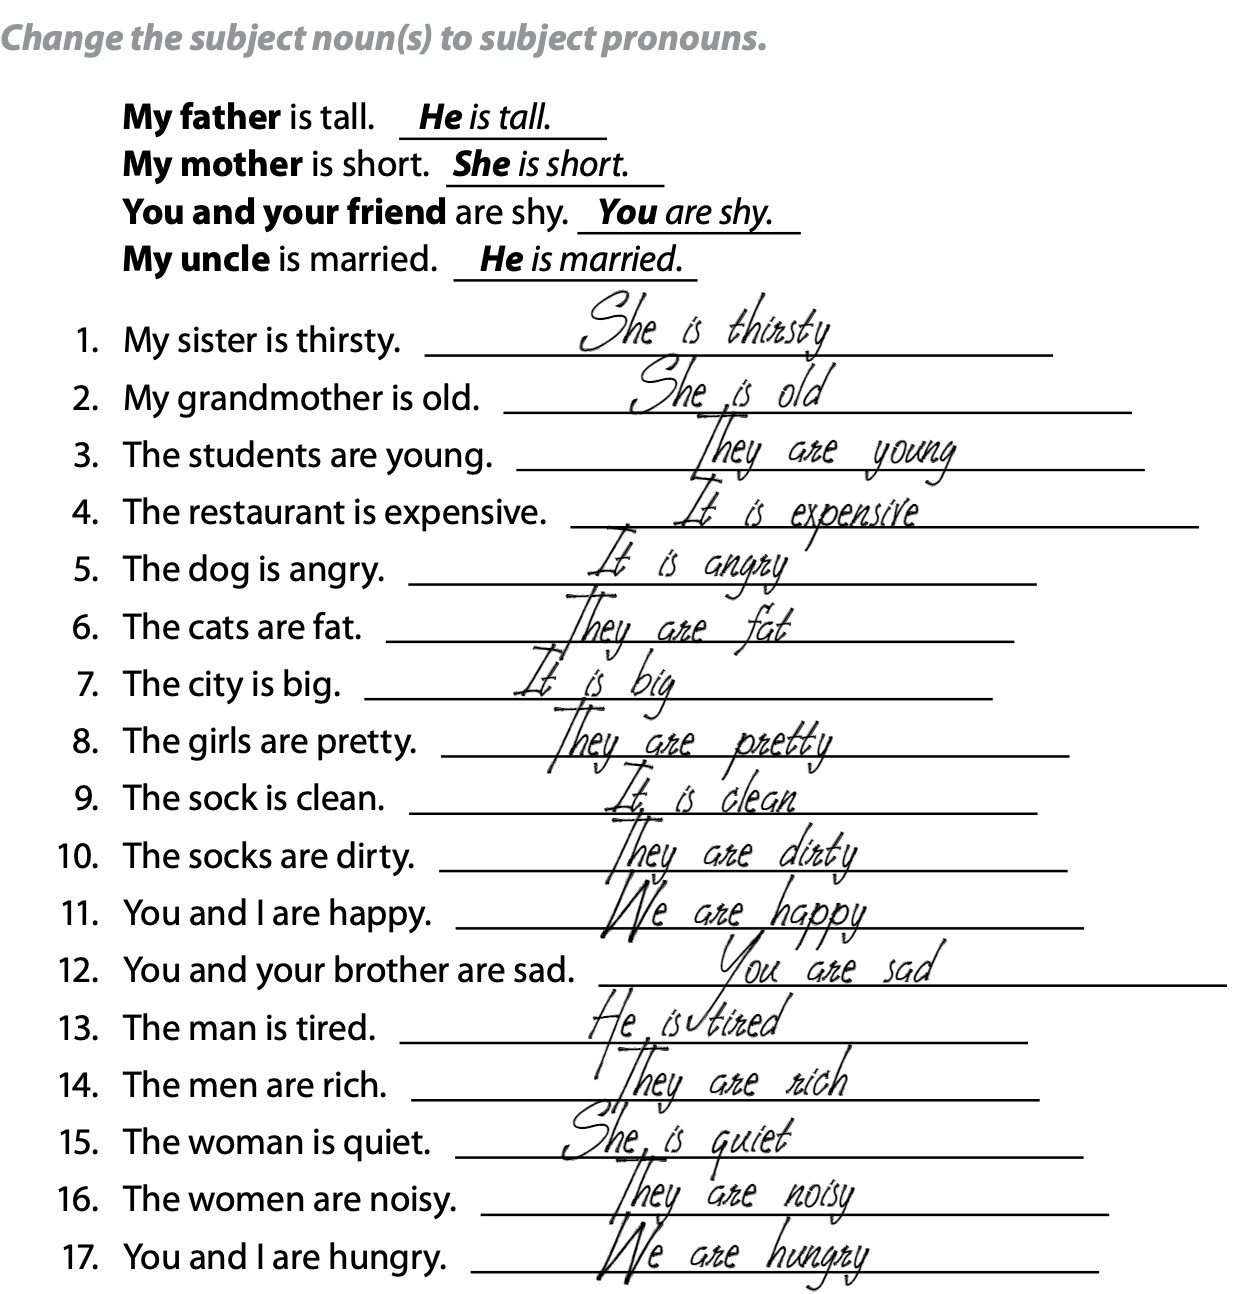 Change the subject noun(s) to subject pronouns.
My father is tall. He is tall.
My mother is short. She is short.
You and your friend are shy. You are shy.
My uncle is married. He is married.
1. My sister is thirsty. She is thirsty
2. My grandmother is old. She is old
3. The students are young. They are young
4. The restaurant is expensive. It is expensive
5. The dog is angry. It is angry
6. The cats are fat. They are fat
7. The city is big. It is big
8. The girls are pretty. They are pretty
9. The sock is clean. It is clean
10. The socks are dirty. They are dirty
11. You and I are happy. We are happy
12. You and your brother are sad. You are sad
13. The man is tired. He is tired
14. The men are rich. They are rich
15. The woman is quiet. She is quiet
16. The women are noisy. They are noisy
17. You and I are hungry. We are hungry